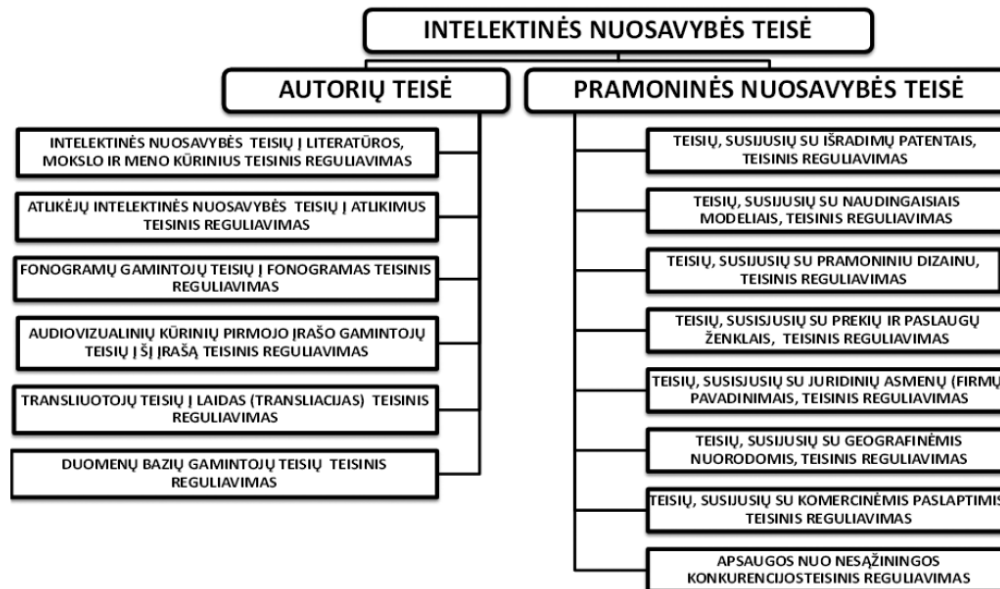 INTELEKTINĖS NUOSAVYBĖS TEISĖ
AUTORIŲ TEISĖ
INTELEKTINĖS NUOSAVYBĖS TEISIŲ Į LITERATŪROS,
MOKSLO IR MENO KŪRINIUS TEISINIS REGULIAVIMAS
ATLIKĖJŲ INTELEKTINĖS NUOSAVYBĖS TEISIŲ Į ATLIKIMUS
TEISINIS REGULIAVIMAS
FONOGRAMŲ GAMINTOJŲ TEISIŲ Į FONOGRAMAS TEISINIS
REGULIAVIMAS
AUDIOVIZUALINIŲ KŪRINIŲ PIRMOJO ĮRAŠO GAMINTOJŲ
TEISIŲ Į ŠĮ ĮRAŠĄ TEISINIS REGULIAVIMAS
TRANSLIUOTOJŲ TEISIŲ Į LAIDAS (TRANSLIACIJAS) TEISINIS
REGULIAVIMAS
DUOMENŲ BAZIŲ GAMINTOJŲ TEISIŲ TEISINIS
REGULIAVIMAS
PRAMONINĖS NUOSAVYBĖS TEISĖ
TEISIŲ, SUSIJUSIŲ SU IŠRADIMŲ PATENTAIS,
TEISINIS REGULIAVIMAS
TEISIŲ, SUSIJUSIŲ SU NAUDINGAISIAIS
MODELIAIS, TEISINIS REGULIAVIMAS
TEISIŲ, SUSIJUSIŲ SU PRAMONINIU DIZAINU,
TEISINIS REGULIAVIMAS
TEISIŲ, SUSISJUSIŲ SU PREKIŲ IR PASLAUGŲ
ŽENKLAIS, TEISINIS REGULIAVIMAS
TEISIŲ, SUSISJUSIŲ SU JURIDINIŲ ASMENŲ (FIRMŲ)
PAVADINIMAIS, TEISINIS REGULIAVIMAS
TEISIŲ, SUSIJUSIŲ SU GEOGRAFINĖMIS
NUORODOMIS, TEISINIS REGULIAVIMAS
TEISIŲ, SUSIJUSIŲ SU KOMERCINĖMIS PASLAPTIMIS
TEISINIS REGULIAVIMAS
APSAUGOS NUO NESĄŽININGOS
KONKURENCIJOSTEISINIS REGULIAVIMAS